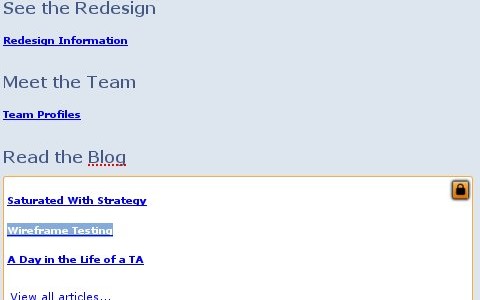 See the Redesign
Redesign Information
Meet the Team
Team Profiles
Read the Blog
Saturated With Strategy
Wireframe Testing
A Day in the Life of a TA
View all articles...